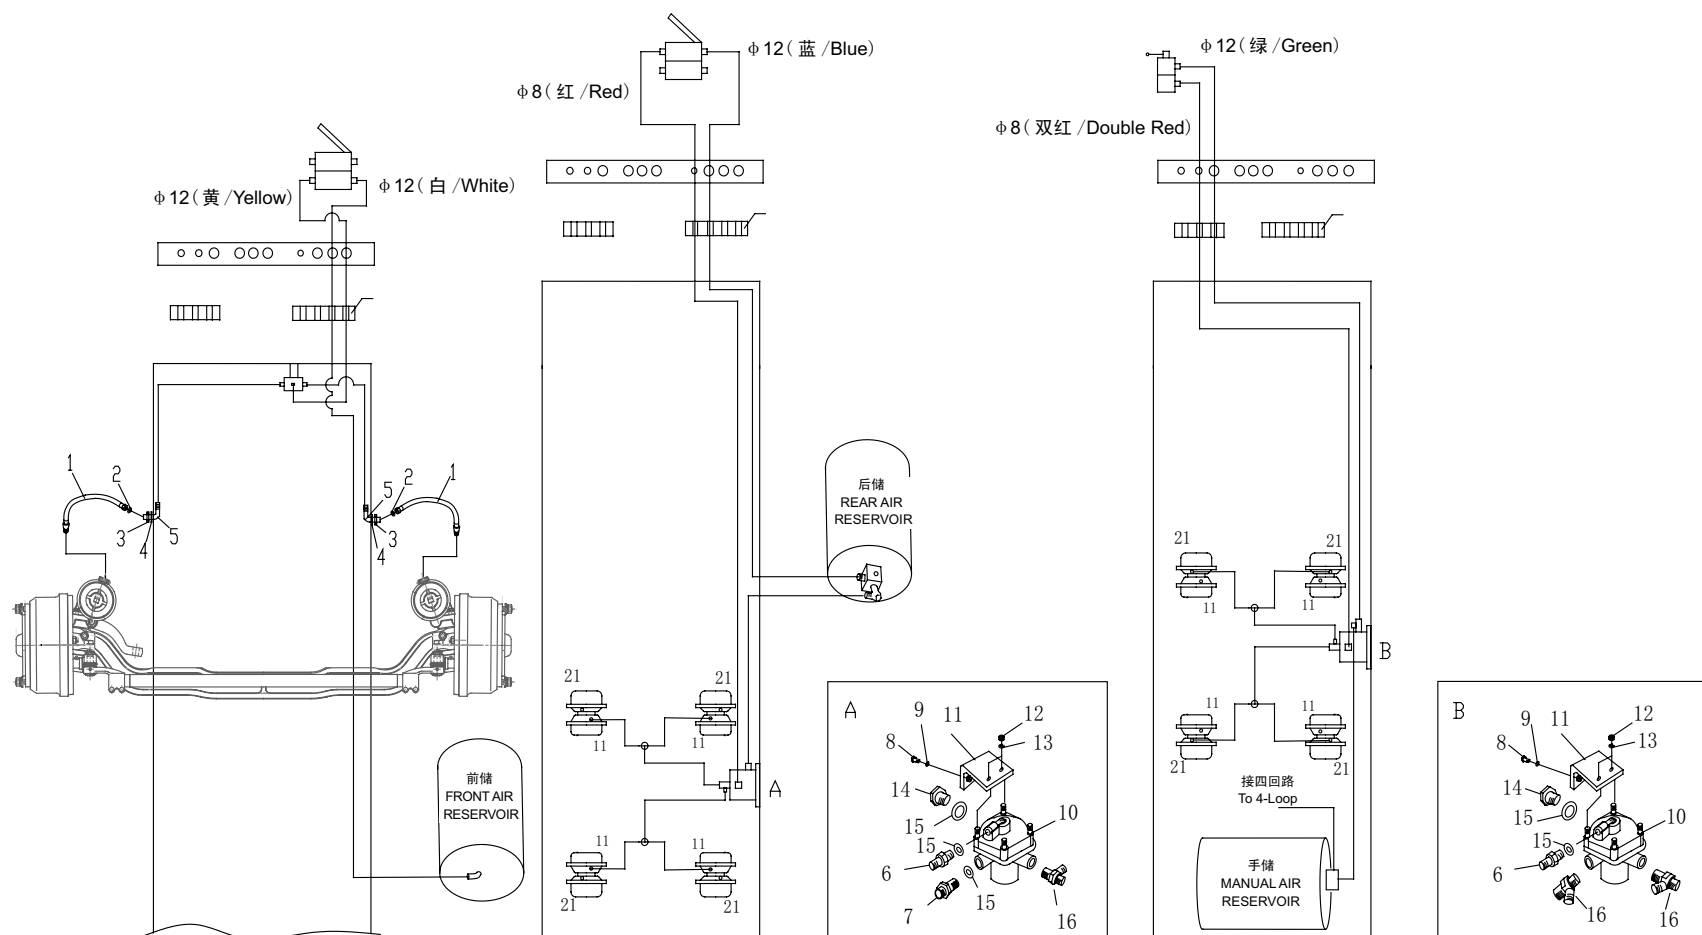 φ12(黄/Yellow)
φ12(白/White)
1
2
3
4
5
5
2
1
3
4
前储
FRONT AIR
RESERVOIR
φ8(红/Red)
φ12(蓝/Blue)
后储
REAR AIR
RESERVOIR
21
21
11
11
A
11
11
21
21
A
9
11
12
8
13
14
15
10
15
6
7
15
16
φ12(绿/Green)
φ8(双红/Double Red)
21
21
11
11
B
11
11
21
21
接四回路
To 4-Loop
手储
MANUAL AIR
RESERVOIR
B
9
11
12
8
13
14
15
10
15
6
16
16